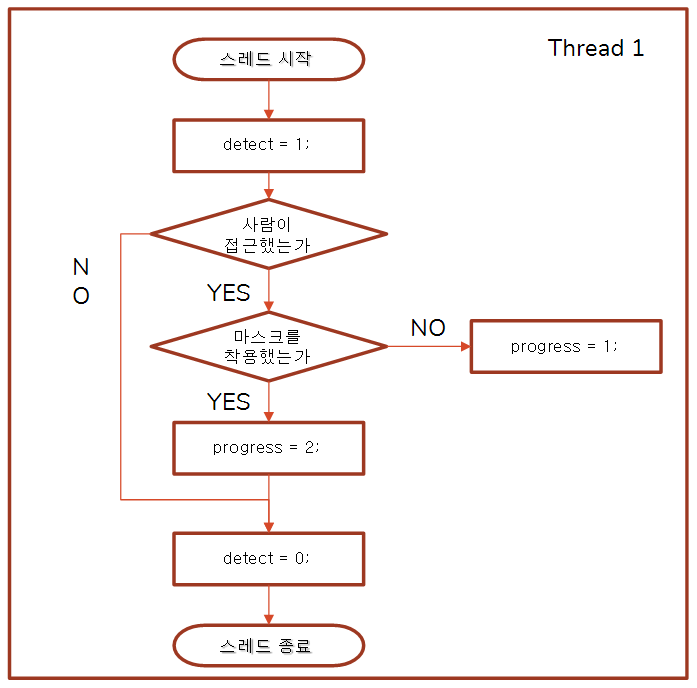 Thread 1
스레드 시작
detect = 1;
사람이
접근했는가
N
O
YES
마스크를
착용했는가
NO
progress = 1;
YES
progress = 2;
detect = 0;
스레드 종료